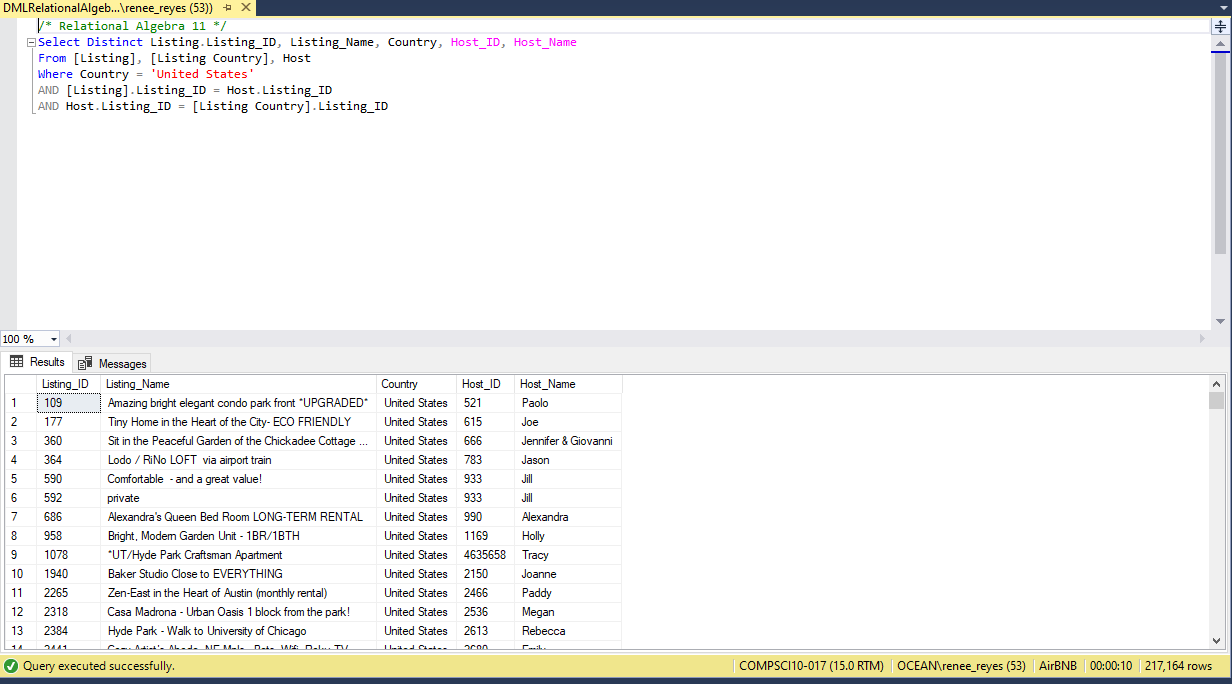 DMLRelationalAlgeb...\renee_reyes (53))
/* Relational Algebra 11 */
Select Distinct Listing.Listing_ID, Listing_Name, Country, Host_ID, Host_Name
From [Listing], [Listing Country], Host
Where Country = 'United States'
AND [Listing].Listing_ID = Host.Listing_ID
AND Host.Listing_ID = [Listing Country].Listing_ID
100 %
Results Messages
Listing_ID Listing_Name Country Host_ID Host_Name
1 109 Amazing bright elegant condo park front *UPGRADED* United States 521 Paolo
2 177 Tiny Home in the Heart of the City- ECO FRIENDLY United States 615 Joe
3 360 Sit in the Peaceful Garden of the Chickadee Cottage ... United States 666 Jennifer & Giovanni
4 364 Lodo / RiNo LOFT via airport train United States 783 Jason
5 590 Comfortable - and a great value! United States 933 Jill
6 592 private United States 933 Jill
7 686 Alexandra's Queen Bed Room LONG-TERM RENTAL United States 990 Alexandra
8 958 Bright, Modern Garden Unit - 1BR/1BTH United States 1169 Holly
9 1078 *UT/Hyde Park Craftsman Apartment United States 4635658 Tracy
10 1940 Baker Studio Close to EVERYTHING United States 2150 Joanne
11 2265 Zen-East in the Heart of Austin (monthly rental) United States 2466 Paddy
12 2318 Casa Madrona - Urban Oasis 1 block from the park! United States 2536 Megan
13 2384 Hyde Park - Walk to University of Chicago United States 2613 Rebecca
Query executed successfully. COMPSCI10-017 (15.0 RTM) OCEAN\renee_reyes (53) AirBNB 00:00:10 217,164 rows